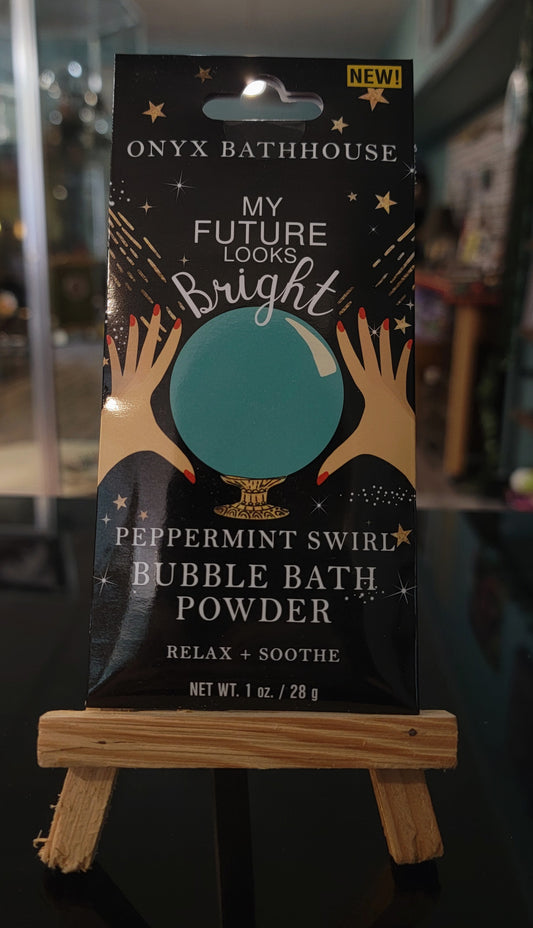 NEW!
ONYX BATHHOUSE
MY
FUTURE
LOOKS
Bright
PEPPERMINT SWIRL
BUBBLE BATH
POWDER
RELAX + SOOTHE
NET WT. 1 oz. / 28 g